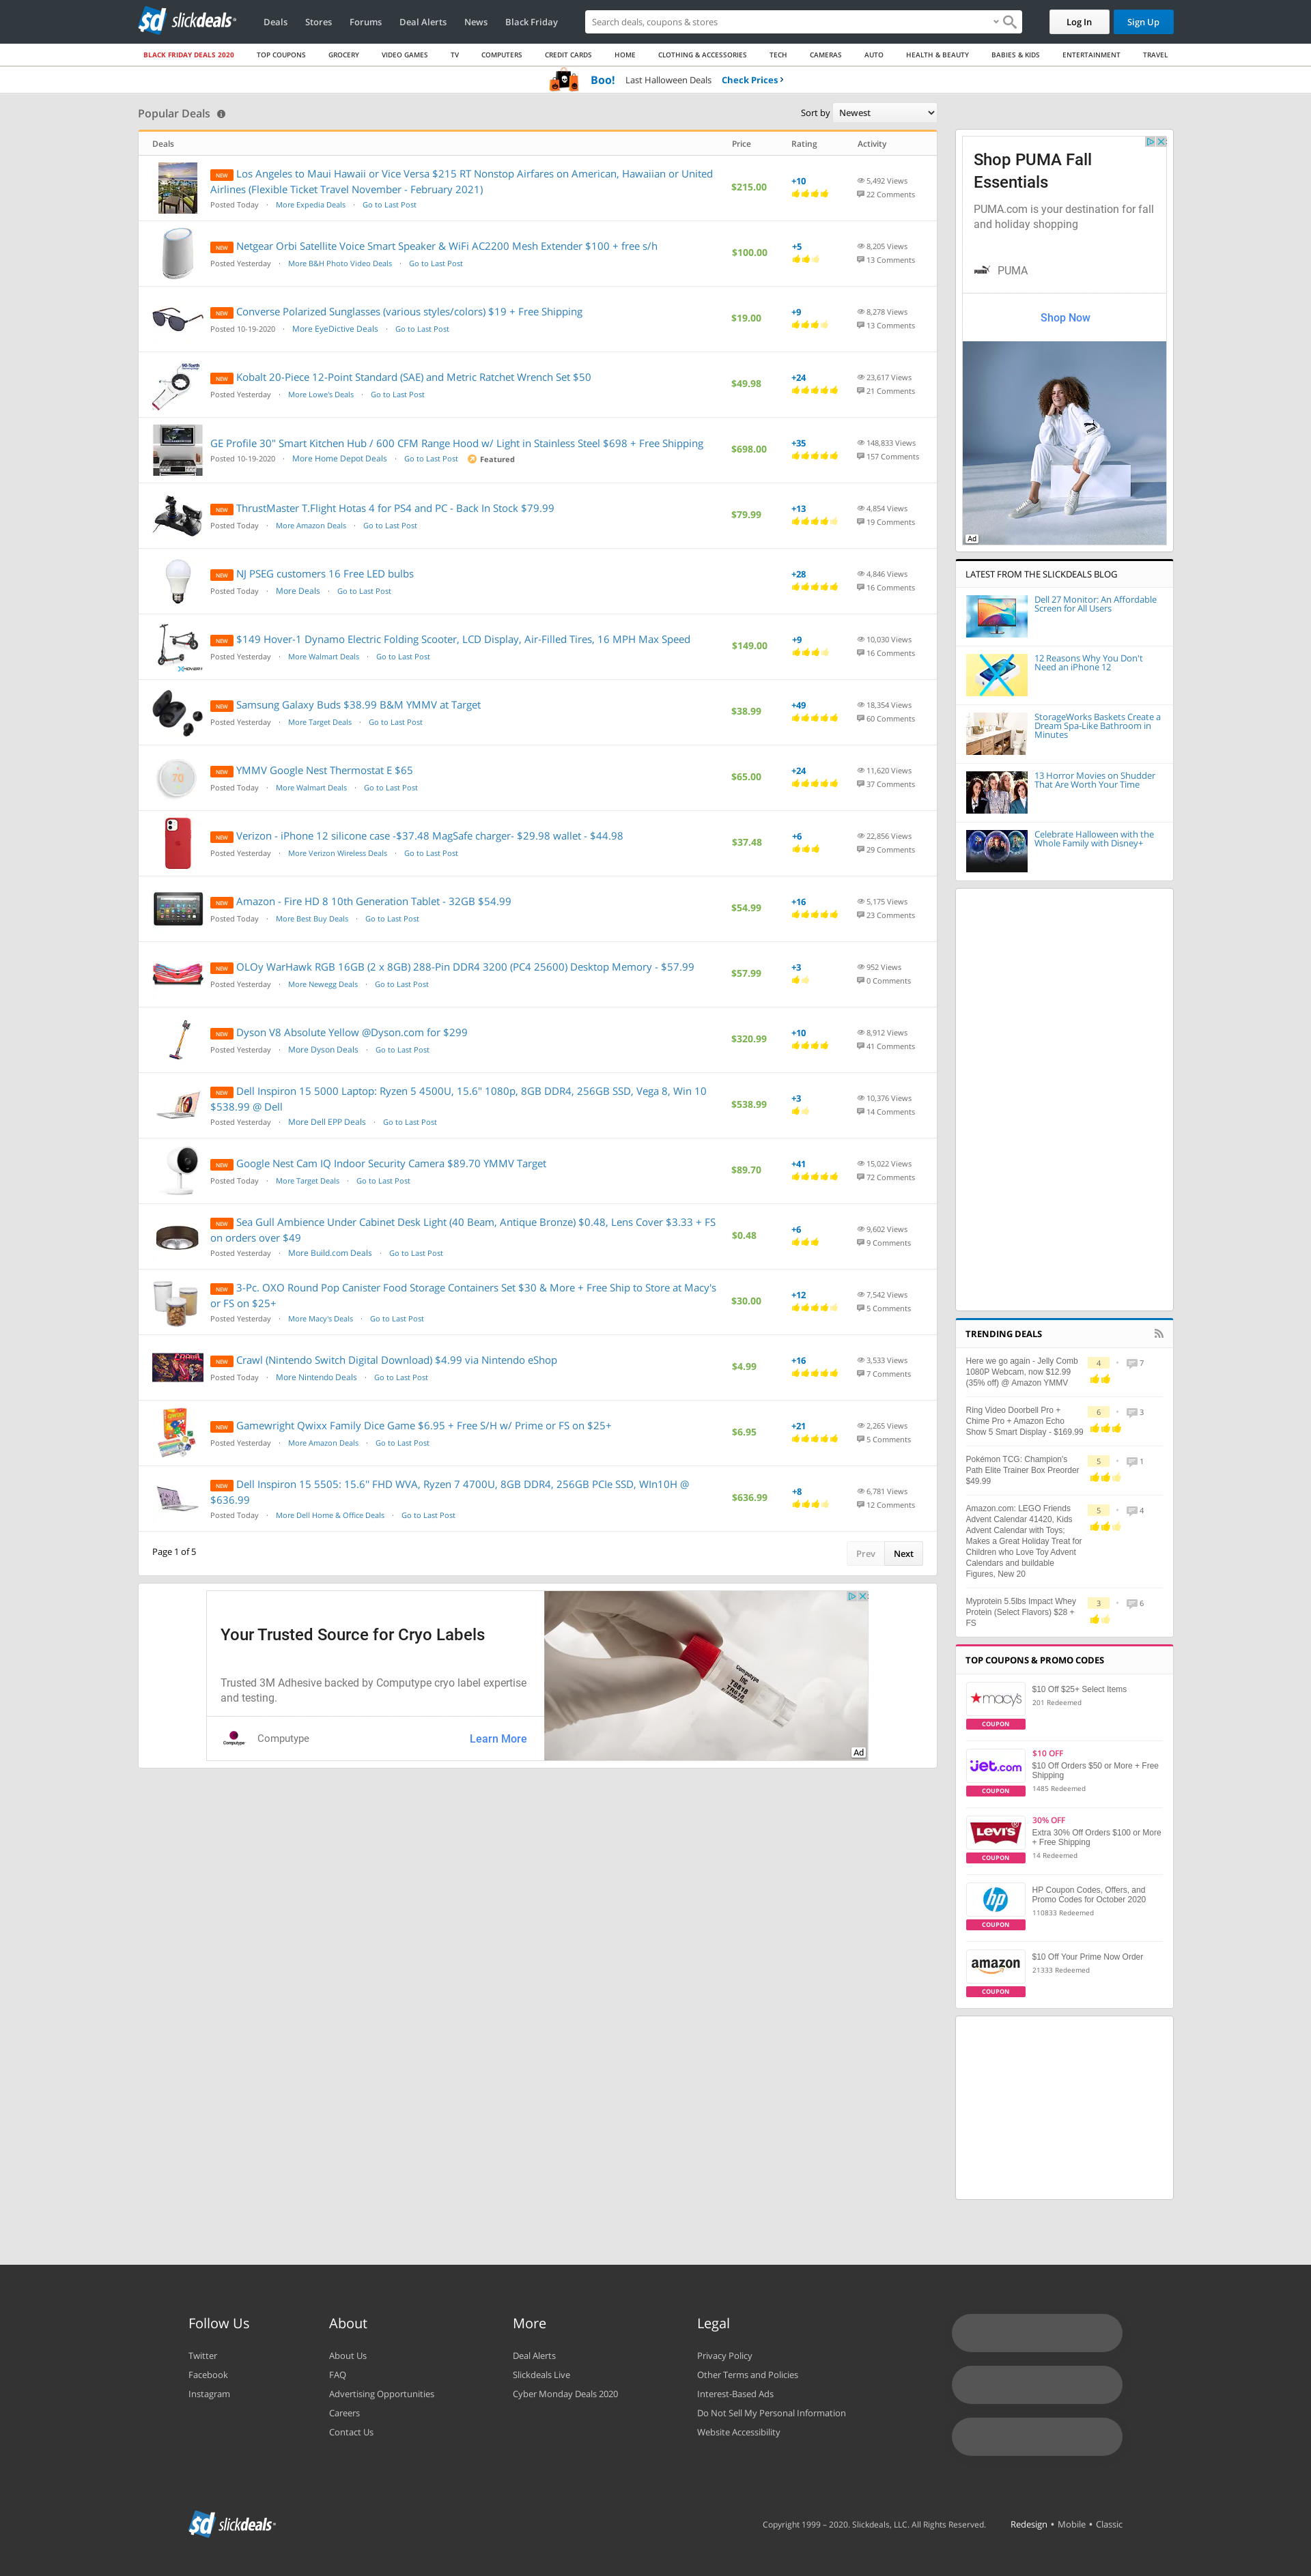 slickdeals
Deals Stores Forums Deal Alerts News Black Friday
Search deals, coupons & stores
Log In Sign Up
BLACK FRIDAY DEALS 2020 TOP COUPONS GROCERY VIDEO GAMES TV COMPUTERS CREDIT CARDS HOME CLOTHING & ACCESSORIES TECH CAMERAS AUTO HEALTH & BEAUTY BABIES & KIDS ENTERTAINMENT TRAVEL
Boo! Last Halloween Deals Check Prices
Popular Deals
Sort by Newest
Deals Price Rating Activity
NEW Los Angeles to Maui Hawaii or Vice Versa $215 RT Nonstop Airfares on American, Hawaiian or United
Airlines (Flexible Ticket Travel November - February 2021)
Posted Today · More Expedia Deals · Go to Last Post
$215.00 +10 5,492 Views
22 Comments
NEW Netgear Orbi Satellite Voice Smart Speaker & WiFi AC2200 Mesh Extender $100 + free s/h
Posted Yesterday · More B&H Photo Video Deals · Go to Last Post
$100.00 +5 8,205 Views
13 Comments
NEW Converse Polarized Sunglasses (various styles/colors) $19 + Free Shipping
Posted 10-19-2020 · More EyeDictive Deals · Go to Last Post
$19.00 +9 8,278 Views
13 Comments
NEW Kobalt 20-Piece 12-Point Standard (SAE) and Metric Ratchet Wrench Set $50
Posted Yesterday · More Lowe's Deals · Go to Last Post
$49.98 +24 23,617 Views
21 Comments
GE Profile 30" Smart Kitchen Hub / 600 CFM Range Hood w/ Light in Stainless Steel $698 + Free Shipping
Posted 10-19-2020 · More Home Depot Deals · Go to Last Post Featured
$698.00 +35 148,833 Views
157 Comments
NEW ThrustMaster T.Flight Hotas 4 for PS4 and PC - Back In Stock $79.99
Posted Today · More Amazon Deals · Go to Last Post
$79.99 +13 4,854 Views
19 Comments
NEW NJ PSEG customers 16 Free LED bulbs
Posted Today · More Deals · Go to Last Post
+28 4,846 Views
16 Comments
NEW $149 Hover-1 Dynamo Electric Folding Scooter, LCD Display, Air-Filled Tires, 16 MPH Max Speed
Posted Yesterday · More Walmart Deals · Go to Last Post
$149.00 +9 10,030 Views
16 Comments
NEW Samsung Galaxy Buds $38.99 B&M YMMV at Target
Posted Yesterday · More Target Deals · Go to Last Post
$38.99 +49 18,354 Views
60 Comments
NEW YMMV Google Nest Thermostat E $65
Posted Today · More Walmart Deals · Go to Last Post
$65.00 +24 11,620 Views
37 Comments
NEW Verizon - iPhone 12 silicone case -$37.48 MagSafe charger- $29.98 wallet - $44.98
Posted Yesterday · More Verizon Wireless Deals · Go to Last Post
$37.48 +6 22,856 Views
29 Comments
NEW Amazon - Fire HD 8 10th Generation Tablet - 32GB $54.99
Posted Today · More Best Buy Deals · Go to Last Post
$54.99 +16 5,175 Views
23 Comments
NEW OLOy WarHawk RGB 16GB (2 x 8GB) 288-Pin DDR4 3200 (PC4 25600) Desktop Memory - $57.99
Posted Yesterday · More Newegg Deals · Go to Last Post
$57.99 +3 952 Views
0 Comments
NEW Dyson V8 Absolute Yellow @Dyson.com for $299
Posted Yesterday · More Dyson Deals · Go to Last Post
$320.99 +10 8,912 Views
41 Comments
NEW Dell Inspiron 15 5000 Laptop: Ryzen 5 4500U, 15.6" 1080p, 8GB DDR4, 256GB SSD, Vega 8, Win 10
$538.99 @ Dell
Posted Yesterday · More Dell EPP Deals · Go to Last Post
$538.99 +3 10,376 Views
14 Comments
NEW Google Nest Cam IQ Indoor Security Camera $89.70 YMMV Target
Posted Today · More Target Deals · Go to Last Post
$89.70 +41 15,022 Views
72 Comments
NEW Sea Gull Ambience Under Cabinet Desk Light (40 Beam, Antique Bronze) $0.48, Lens Cover $3.33 + FS
on orders over $49
Posted Yesterday · More Build.com Deals · Go to Last Post
$0.48 +6 9,602 Views
9 Comments
NEW 3-Pc. OXO Round Pop Canister Food Storage Containers Set $30 & More + Free Ship to Store at Macy's
or FS on $25+
Posted Yesterday · More Macy's Deals · Go to Last Post
$30.00 +12 7,542 Views
5 Comments
NEW Crawl (Nintendo Switch Digital Download) $4.99 via Nintendo eShop
Posted Today · More Nintendo Deals · Go to Last Post
$4.99 +16 3,533 Views
7 Comments
NEW Gamewright Qwixx Family Dice Game $6.95 + Free S/H w/ Prime or FS on $25+
Posted Yesterday · More Amazon Deals · Go to Last Post
$6.95 +21 2,265 Views
5 Comments
NEW Dell Inspiron 15 5505: 15.6'' FHD WVA, Ryzen 7 4700U, 8GB DDR4, 256GB PCIe SSD, WIn10H @
$636.99
Posted Today · More Dell Home & Office Deals · Go to Last Post
$636.99 +8 6,781 Views
12 Comments
Page 1 of 5
Prev Next
Your Trusted Source for Cryo Labels
Trusted 3M Adhesive backed by Computype cryo label expertise
and testing.
Computype Learn More
Ad
Shop PUMA Fall
Essentials
PUMA.com is your destination for fall
and holiday shopping
PUMA
Shop Now
Ad
LATEST FROM THE SLICKDEALS BLOG
Dell 27 Monitor: An Affordable
Screen for All Users
12 Reasons Why You Don't
Need an iPhone 12
StorageWorks Baskets Create a
Dream Spa-Like Bathroom in
Minutes
13 Horror Movies on Shudder
That Are Worth Your Time
Celebrate Halloween with the
Whole Family with Disney+
TRENDING DEALS
Here we go again - Jelly Comb
1080P Webcam, now $12.99
(35% off) @ Amazon YMMV
4 7
Ring Video Doorbell Pro +
Chime Pro + Amazon Echo
Show 5 Smart Display - $169.99
6 3
Pokémon TCG: Champion's
Path Elite Trainer Box Preorder
$49.99
5 1
Amazon.com: LEGO Friends
Advent Calendar 41420, Kids
Advent Calendar with Toys;
Makes a Great Holiday Treat for
Children who Love Toy Advent
Calendars and buildable
Figures, New 20
5 4
Myprotein 5.5lbs Impact Whey
Protein (Select Flavors) $28 +
FS
3 6
TOP COUPONS & PROMO CODES
macy's
COUPON
$10 Off $25+ Select Items
201 Redeemed
jet.com
COUPON
$10 OFF
$10 Off Orders $50 or More + Free
Shipping
1485 Redeemed
LEVI'S
COUPON
30% OFF
Extra 30% Off Orders $100 or More
+ Free Shipping
14 Redeemed
hp
COUPON
HP Coupon Codes, Offers, and
Promo Codes for October 2020
110833 Redeemed
amazon
COUPON
$10 Off Your Prime Now Order
21333 Redeemed
Follow Us
Twitter
Facebook
Instagram
About
About Us
FAQ
Advertising Opportunities
Careers
Contact Us
More
Deal Alerts
Slickdeals Live
Cyber Monday Deals 2020
Legal
Privacy Policy
Other Terms and Policies
Interest-Based Ads
Do Not Sell My Personal Information
Website Accessibility
slickdeals
Copyright 1999 – 2020. Slickdeals, LLC. All Rights Reserved. Redesign • Mobile • Classic